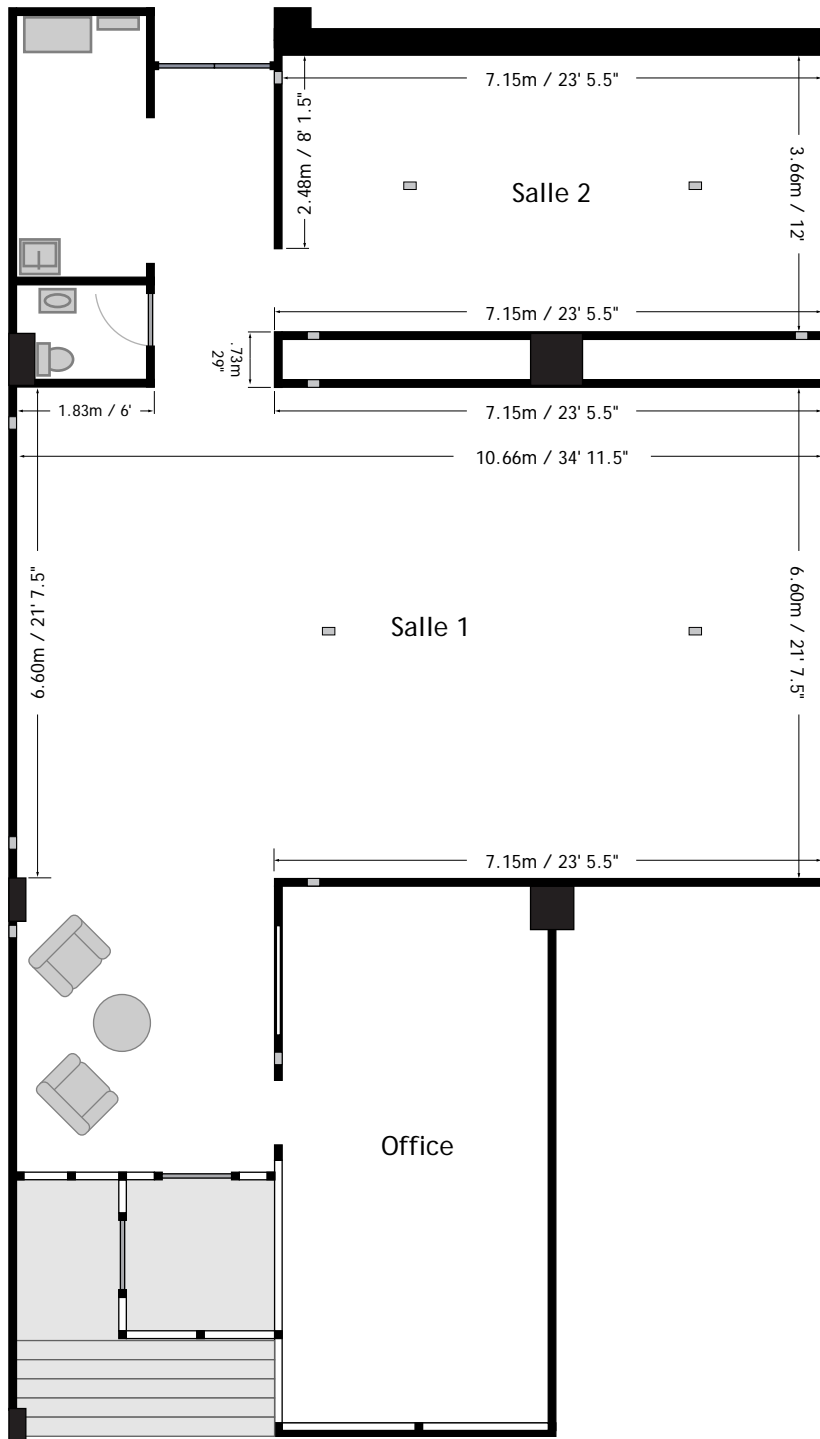 7.15m / 23' 5.5"
2.48m / 8' 1.5"
3.66m / 12'
Salle 2
7.15m / 23' 5.5"
.73m
29"
1.83m / 6'
7.15m / 23' 5.5"
10.66m / 34' 11.5"
6.60m / 21' 7.5"
6.60m / 21' 7.5"
Salle 1
7.15m / 23' 5.5"
Office